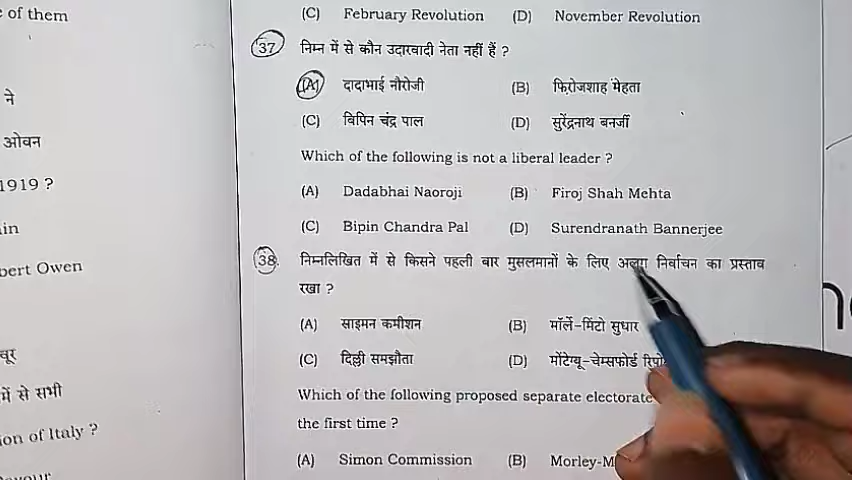 e of them
ने
ओवन
1919 ?
in
bert Owen
चूर
में से सभी
ion of Italy ?
avour
(C) February Revolution (D) November Revolution
37 निम्न में से कौन उदारवादी नेता नहीं हैं ?
(A) दादाभाई नौरोजी (B) फिरोजशाह मेहता
(C) बिपिन चंद्र पाल (D) सुरेंद्रनाथ बनर्जी
Which of the following is not a liberal leader ?
(A) Dadabhai Naoroji (B) Firoj Shah Mehta
(C) Bipin Chandra Pal (D) Surendranath Bannerjee
38. निम्नलिखित में से किसने पहली बार मुसलमानों के लिए अलग निर्वाचन का प्रस्ताव
रखा ?
(A) साइमन कमीशन (B) मॉर्ले-मिंटो सुधार
(C) दिल्ली समझौता (D) मोंटेग्यू-चेम्सफोर्ड रिपो
Which of the following proposed separate electorate
the first time ?
(A) Simon Commission (B) Morley-M